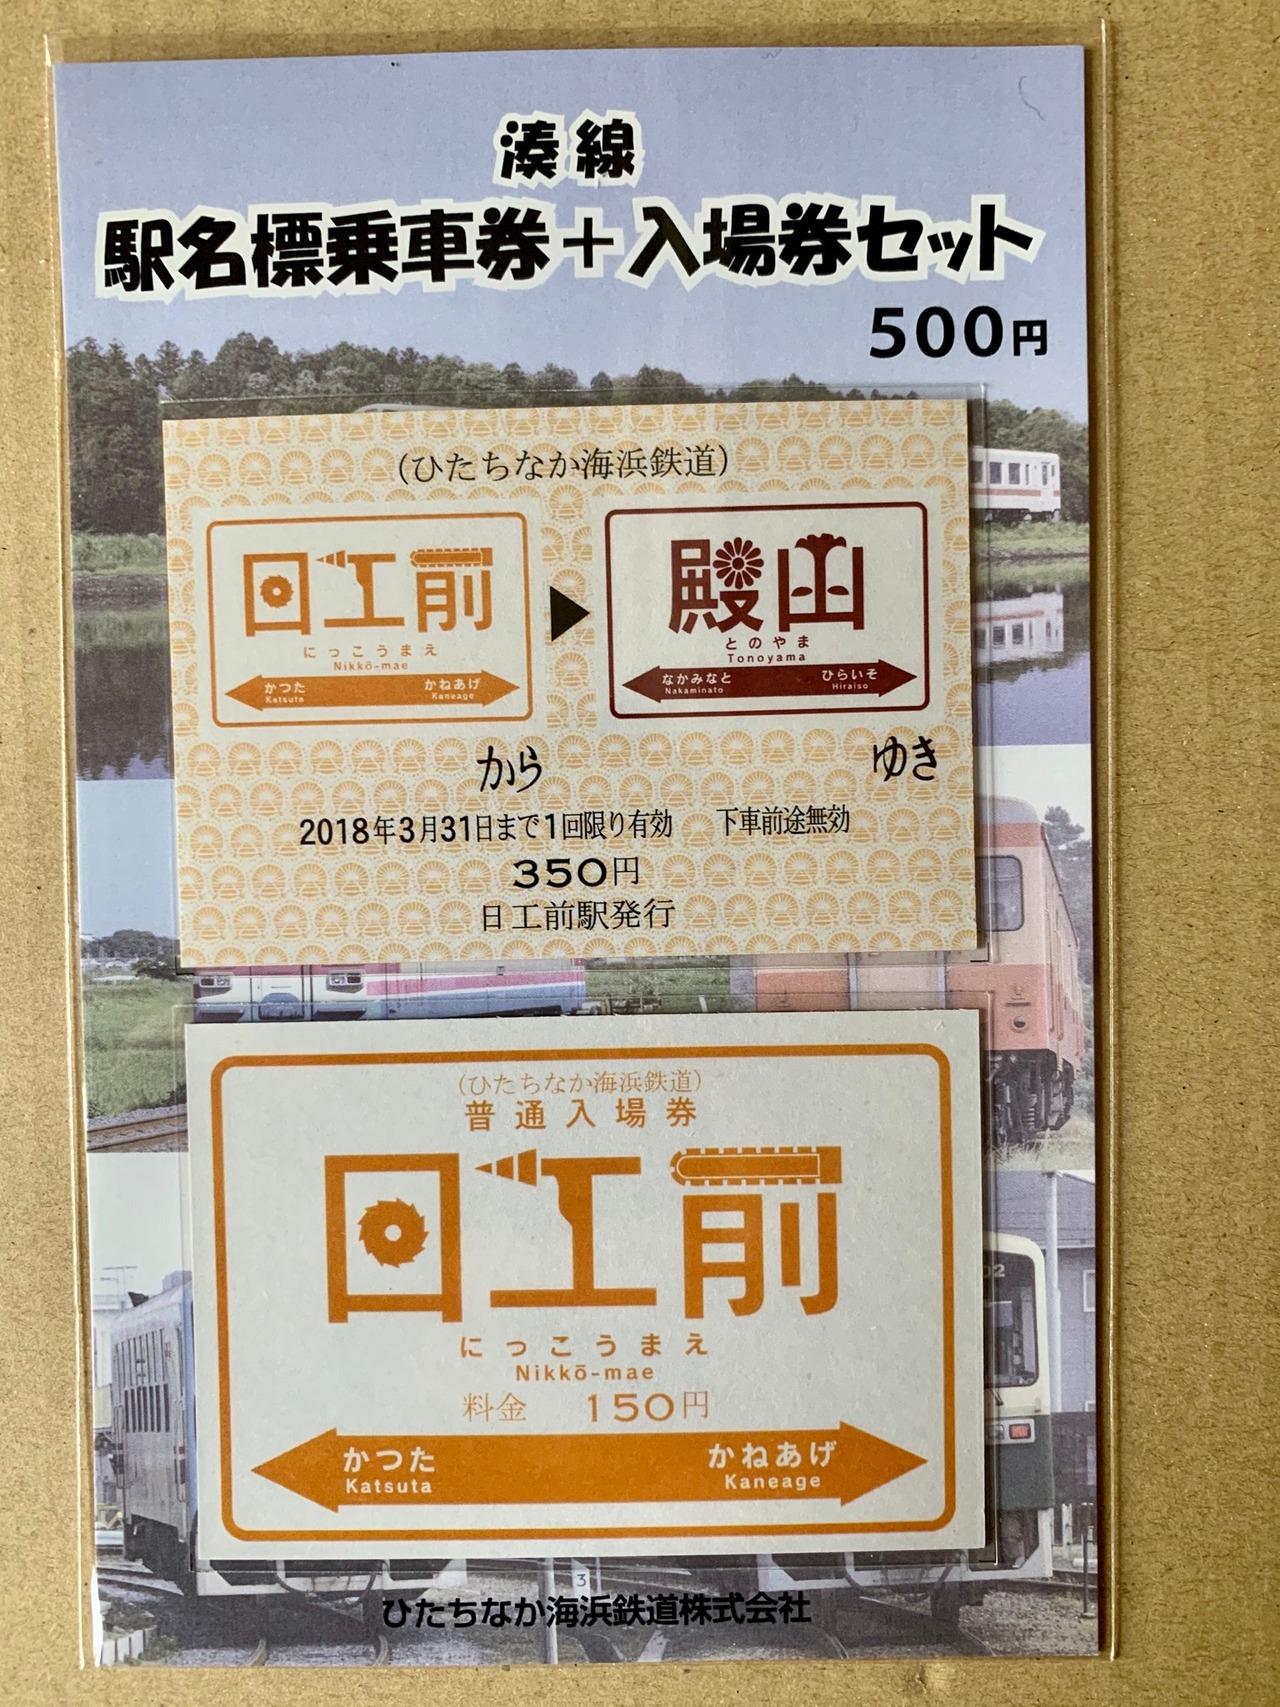 湊線
駅名標乗車券+入場券セット
500円
(ひたちなか海浜鉄道)
日工前
にっこうまえ
Nikkō-mae
かつた かねあげ
Katsuta Kaneage
▶
殿山
とのやま
Tonoyama
なかみなと ひらいそ
Nakaminato Hiraiso
から ゆき
2018年3月31日まで1回限り有効 下車前途無効
350円
日工前駅発行
(ひたちなか海浜鉄道)
普通入場券
日工前
にっこうまえ
Nikkō-mae
料金 150円
かつた かねあげ
Katsuta Kaneage
02
3
ひたちなか海浜鉄道株式会社